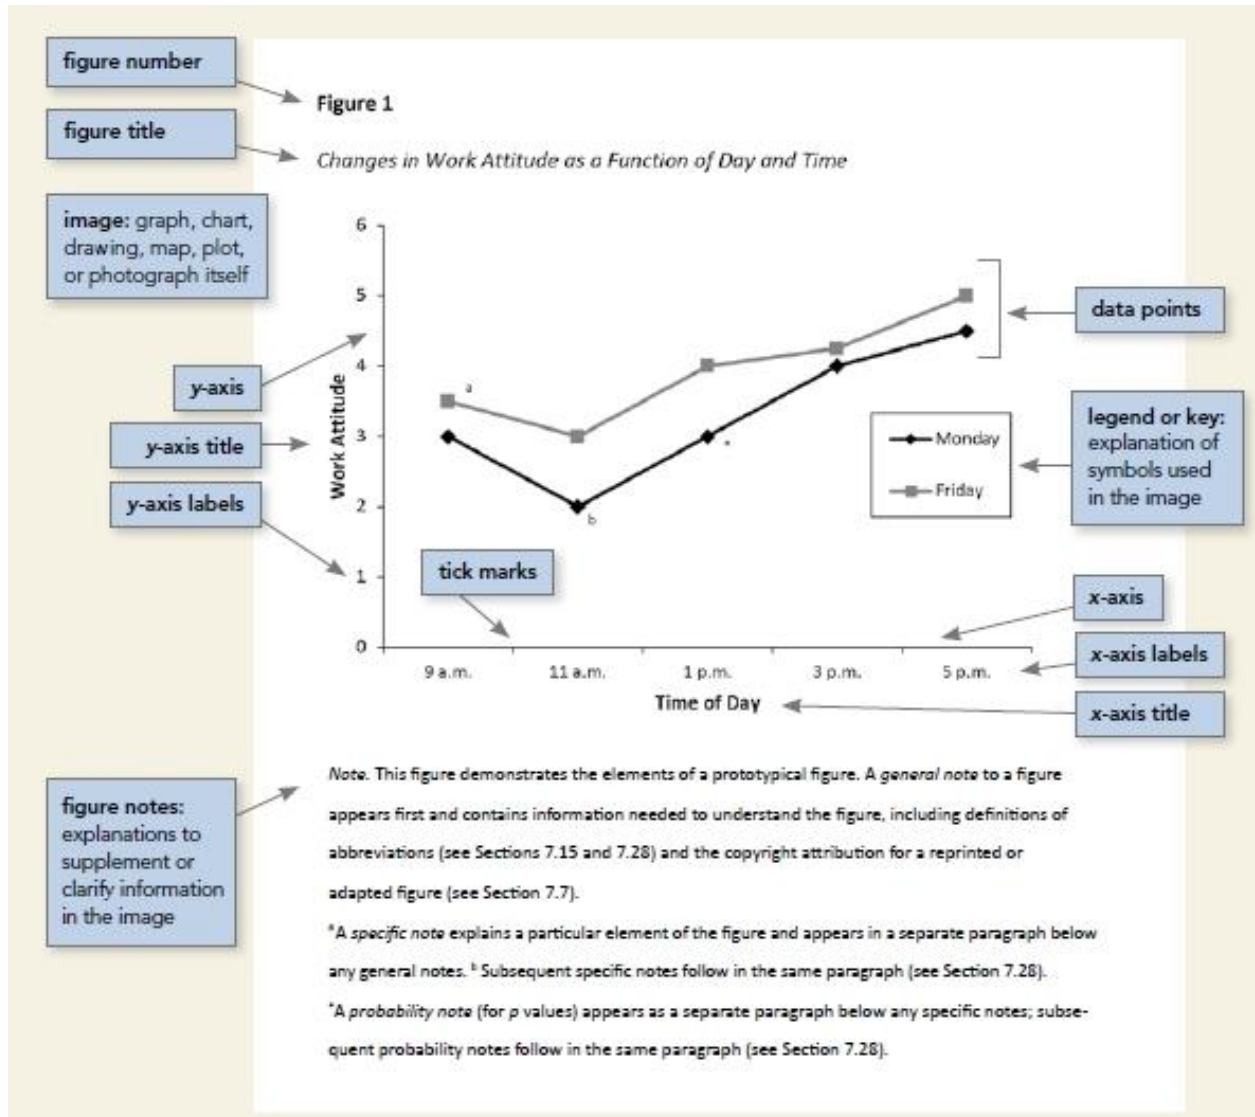 figure number
Figure 1
figure title
Changes in Work Attitude as a Function of Day and Time
image: graph, chart,
drawing, map, plot,
or photograph itself
6
5
4
3
2
1
0
data points
y-axis
y-axis title
y-axis labels
Work Attitude
a
b
*
Monday
Friday
legend or key:
explanation of
symbols used
in the image
tick marks
x-axis
x-axis labels
x-axis title
9 a.m. 11 a.m. 1 p.m. 3 p.m. 5 p.m.
Time of Day
figure notes:
explanations to
supplement or
clarify information
in the image
Note. This figure demonstrates the elements of a prototypical figure. A general note to a figure
appears first and contains information needed to understand the figure, including definitions of
abbreviations (see Sections 7.15 and 7.28) and the copyright attribution for a reprinted or
adapted figure (see Section 7.7).
ᵃA specific note explains a particular element of the figure and appears in a separate paragraph below
any general notes. ᵇ Subsequent specific notes follow in the same paragraph (see Section 7.28).
*A probability note (for p values) appears as a separate paragraph below any specific notes; subse-
quent probability notes follow in the same paragraph (see Section 7.28).